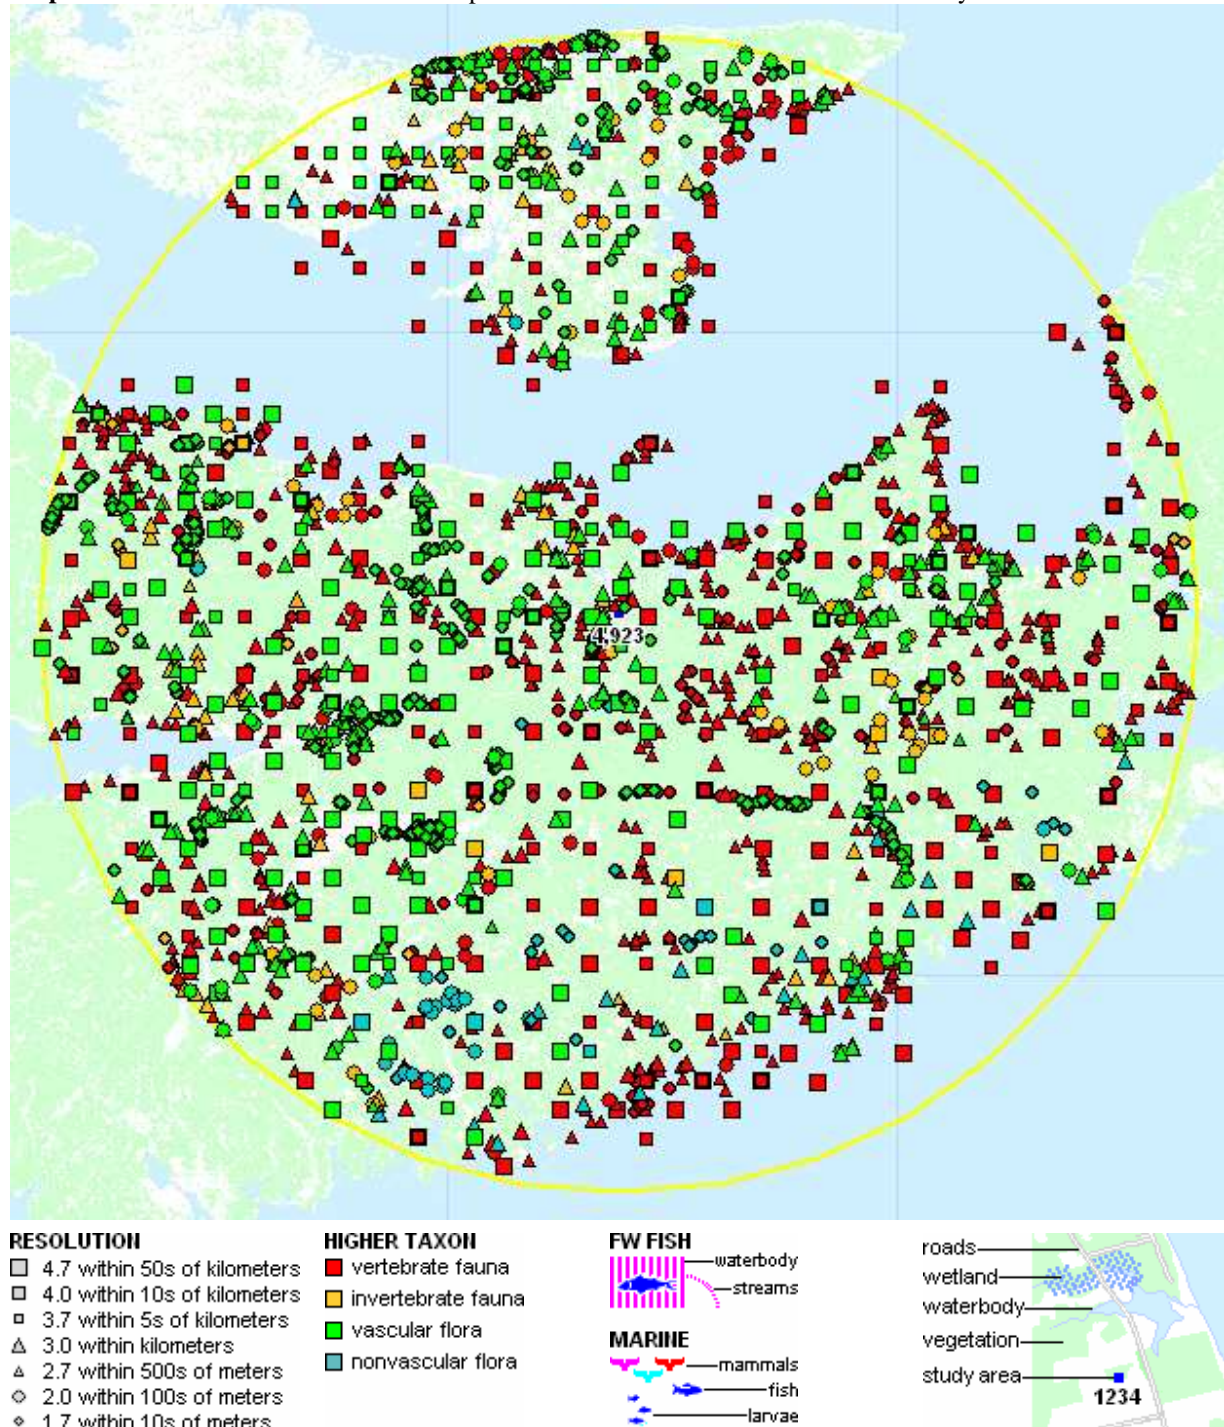 4,923
RESOLUTION
4.7 within 50s of kilometers
4.0 within 10s of kilometers
3.7 within 5s of kilometers
3.0 within kilometers
2.7 within 500s of meters
2.0 within 100s of meters
1.7 within 10s of meters
HIGHER TAXON
vertebrate fauna
invertebrate fauna
vascular flora
nonvascular flora
FW FISH
waterbody
streams
MARINE
mammals
fish
larvae
roads
wetland
waterbody
vegetation
study area
1234